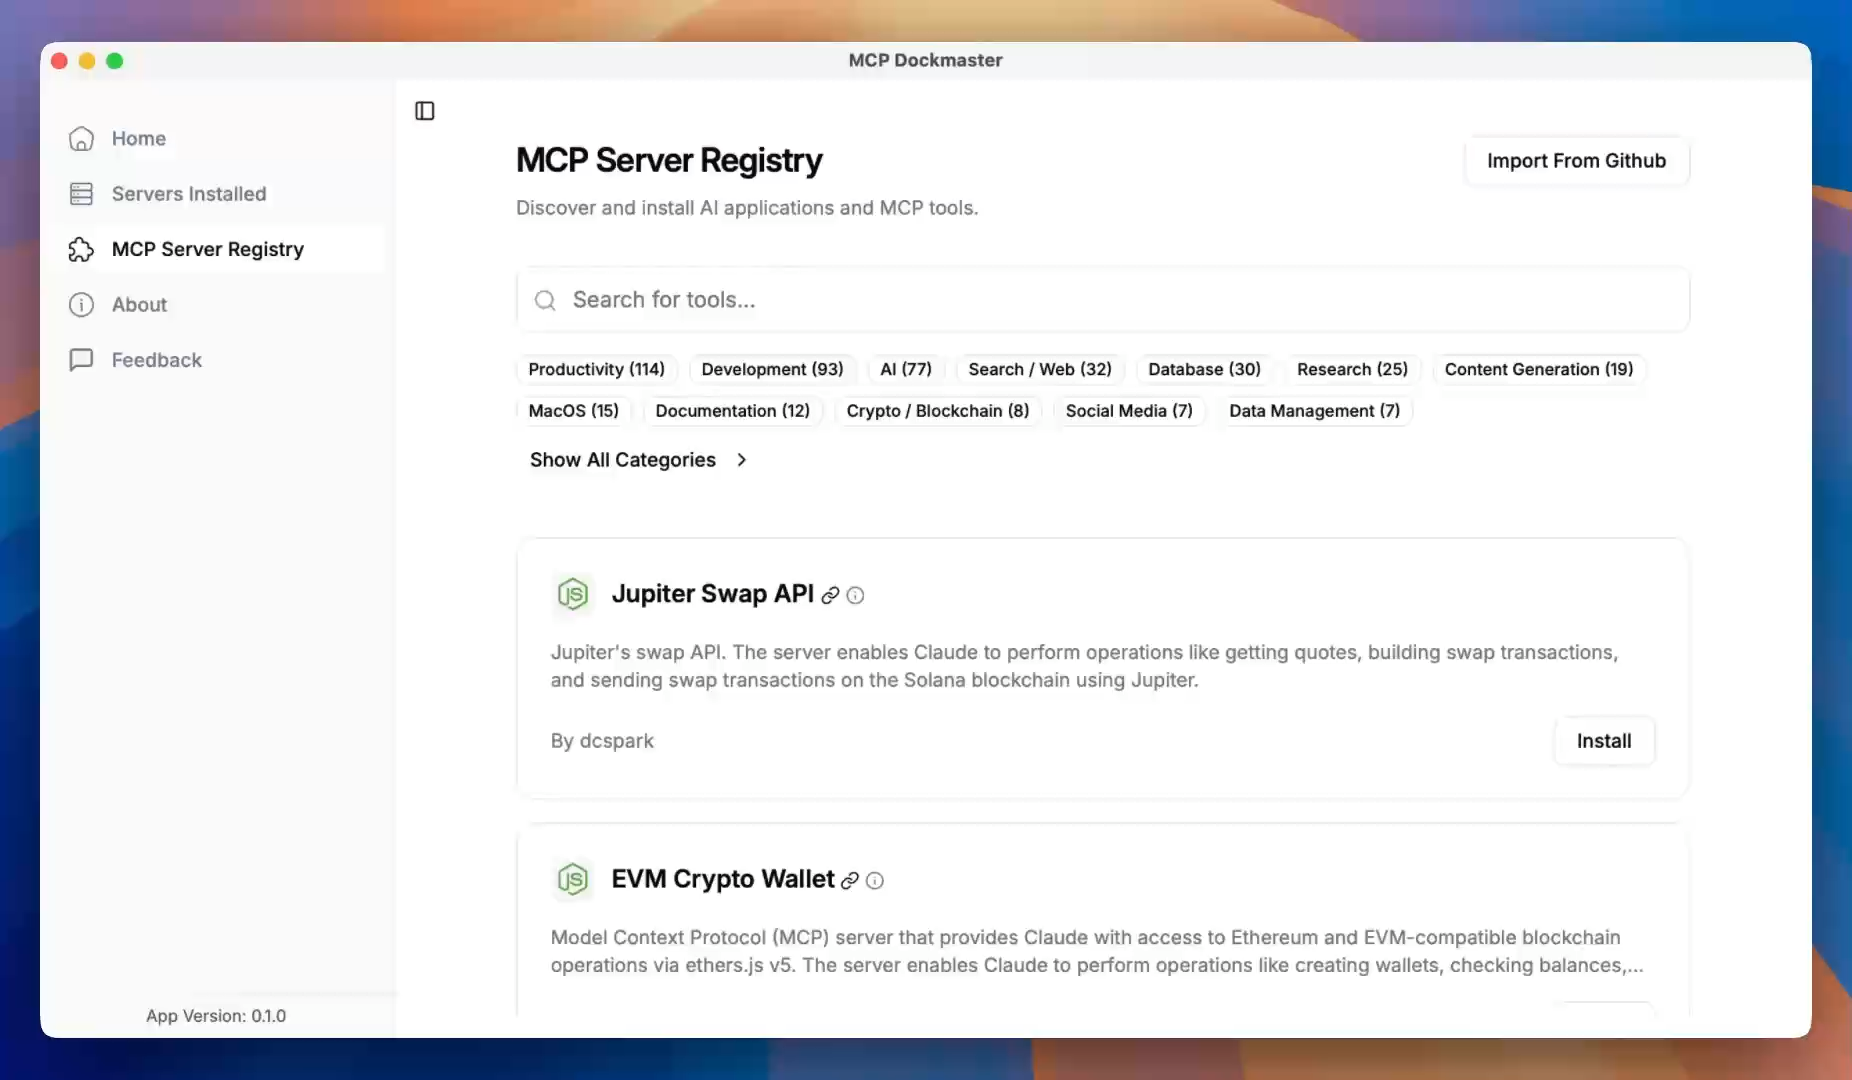 MCP Dockmaster
Home
Servers Installed
MCP Server Registry
About
Feedback
App Version: 0.1.0
MCP Server Registry
Import From Github
Discover and install AI applications and MCP tools.
Search for tools...
Productivity (114) Development (93) AI (77) Search / Web (32) Database (30) Research (25) Content Generation (19)
MacOS (15) Documentation (12) Crypto / Blockchain (8) Social Media (7) Data Management (7)
Show All Categories
JS Jupiter Swap API
Jupiter's swap API. The server enables Claude to perform operations like getting quotes, building swap transactions,
and sending swap transactions on the Solana blockchain using Jupiter.
By dcspark
Install
JS EVM Crypto Wallet
Model Context Protocol (MCP) server that provides Claude with access to Ethereum and EVM-compatible blockchain
operations via ethers.js v5. The server enables Claude to perform operations like creating wallets, checking balances,...